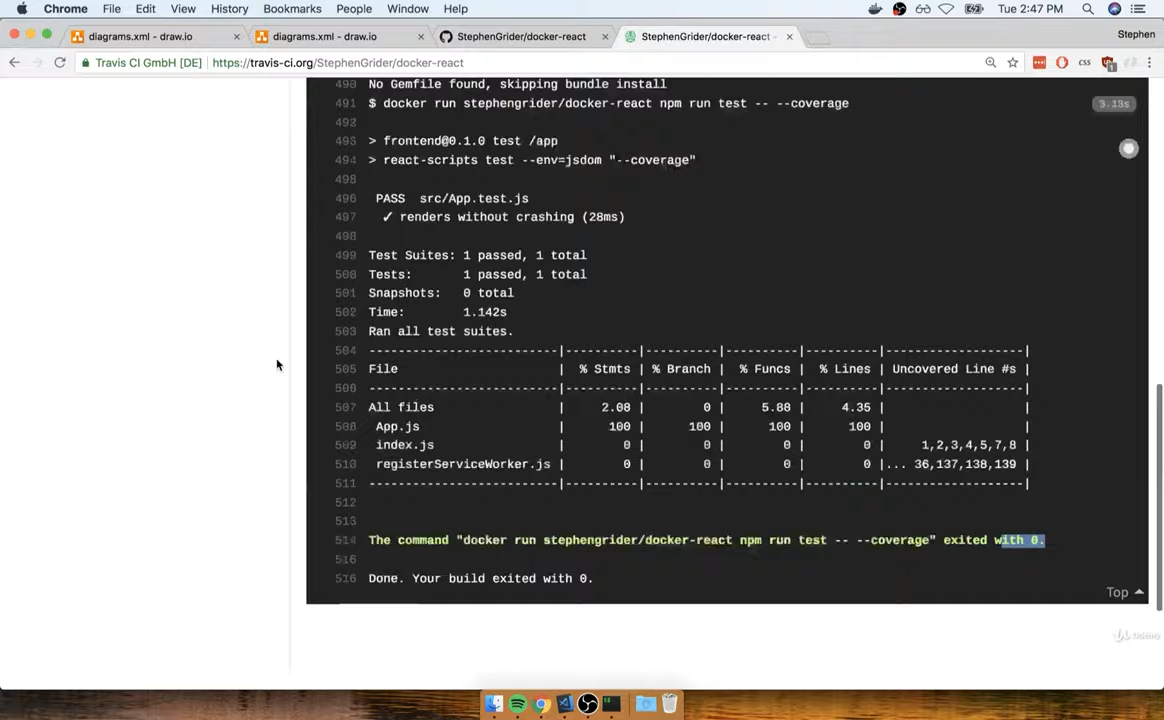 Chrome File Edit View History Bookmarks People Window Help Tue 2:47 PM
diagrams.xml - draw.io diagrams.xml - draw.io StephenGrider/docker-react StephenGrider/docker-react - Stephen
Travis CI GmbH [DE] https://travis-ci.org/StephenGrider/docker-react css 1
490 No Gemfile found, skipping bundle install
491 $ docker run stephengrider/docker-react npm run test -- --coverage 3.13s
492
493 > frontend@0.1.0 test /app
494 > react-scripts test --env=jsdom "--coverage"
495
496 PASS src/App.test.js
497 ✓ renders without crashing (28ms)
498
499 Test Suites: 1 passed, 1 total
500 Tests: 1 passed, 1 total
501 Snapshots: 0 total
502 Time: 1.142s
503 Ran all test suites.
504 --------------------------|----------|----------|----------|----------|-------------------|
505 File | % Stmts | % Branch | % Funcs | % Lines | Uncovered Line #s |
506 --------------------------|----------|----------|----------|----------|-------------------|
507 All files | 2.08 | 0 | 5.88 | 4.35 | |
508 App.js | 100 | 100 | 100 | 100 | |
509 index.js | 0 | 0 | 0 | 0 | 1,2,3,4,5,7,8 |
510 registerServiceWorker.js | 0 | 0 | 0 | 0 |... 36,137,138,139 |
511 --------------------------|----------|----------|----------|----------|-------------------|
512
513
514 The command "docker run stephengrider/docker-react npm run test -- --coverage" exited with 0.
515
516 Done. Your build exited with 0.
Top
Udemy